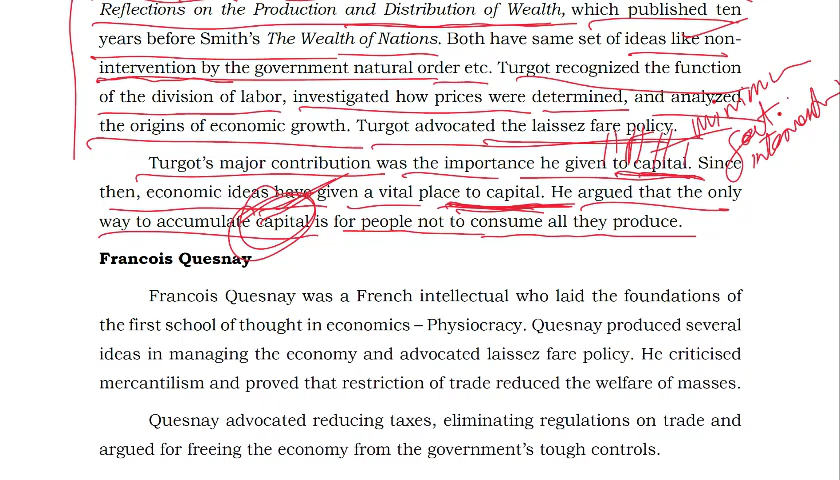 Reflections on the Production and Distribution of Wealth, which published ten
years before Smith's The Wealth of Nations. Both have same set of ideas like non-
intervention by the government natural order etc. Turgot recognized the function
of the division of labor, investigated how prices were determined, and analyzed
the origins of economic growth. Turgot advocated the laissez fare policy.
Turgot's major contribution was the importance he given to capital. Since
then, economic ideas have given a vital place to capital. He argued that the only
way to accumulate capital is for people not to consume all they produce.
Francois Quesnay
Francois Quesnay was a French intellectual who laid the foundations of
the first school of thought in economics – Physiocracy. Quesnay produced several
ideas in managing the economy and advocated laissez fare policy. He criticised
mercantilism and proved that restriction of trade reduced the welfare of masses.
Quesnay advocated reducing taxes, eliminating regulations on trade and
argued for freeing the economy from the government's tough controls.